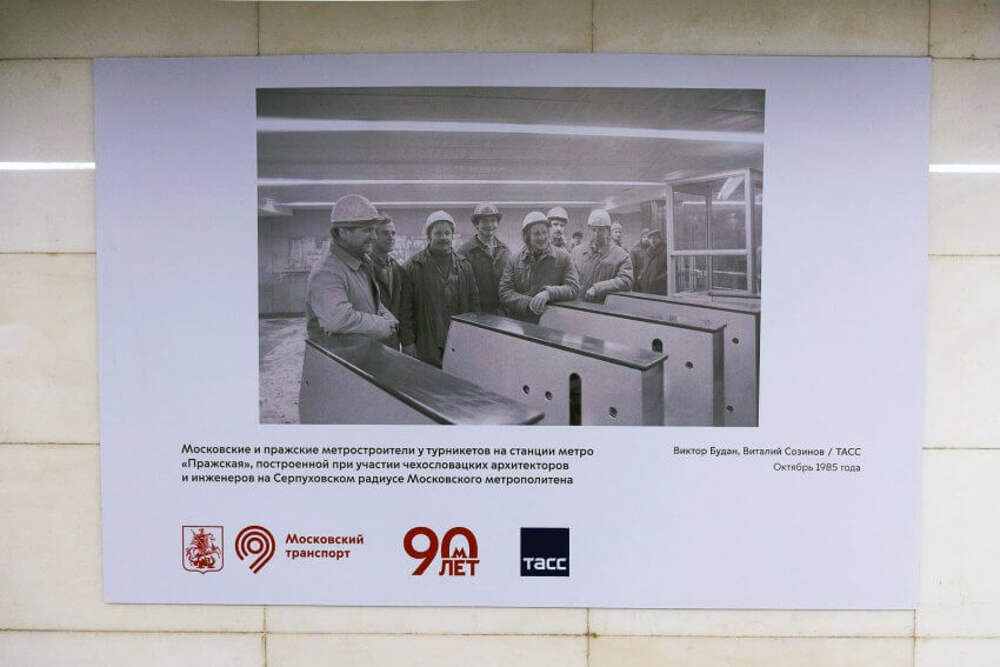 Московские и пражские метростроители у турникетов на станции метро
«Пражская», построенной при участии чехословацких архитекторов
и инженеров на Серпуховском радиусе Московского метрополитена
Виктор Будан, Виталий Созинов / ТАСС
Октябрь 1985 года
Московский
транспорт
90
М
ЛЕТ
ТАСС